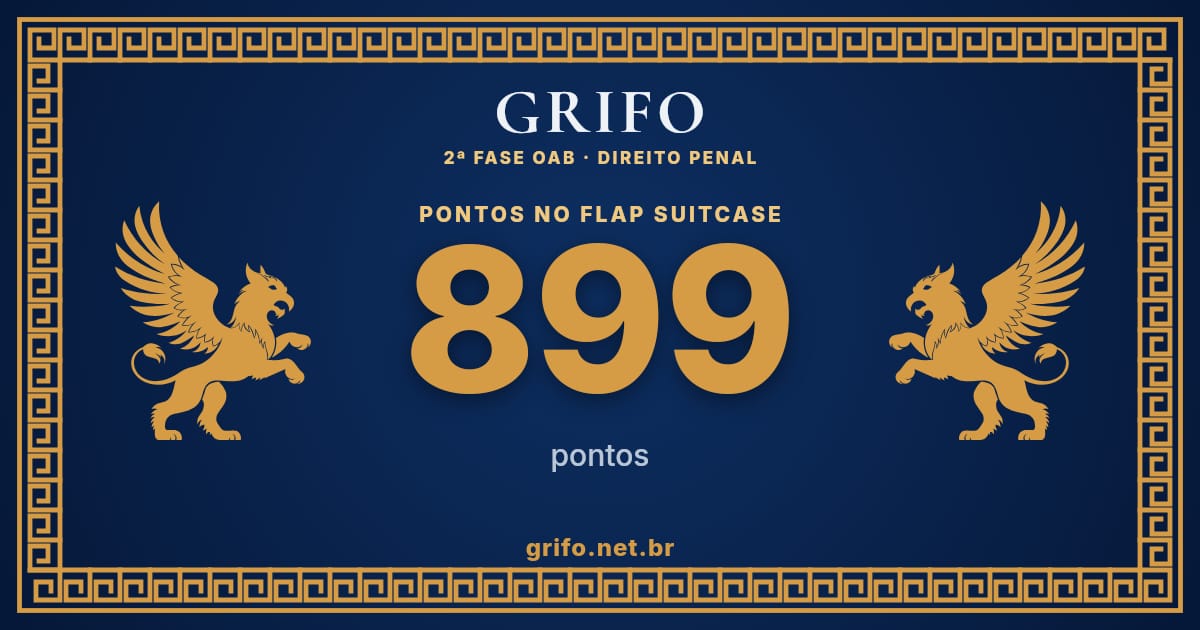 GRIFO
2ª FASE OAB · DIREITO PENAL
PONTOS NO FLAP SUITCASE
899
pontos
grifo.net.br